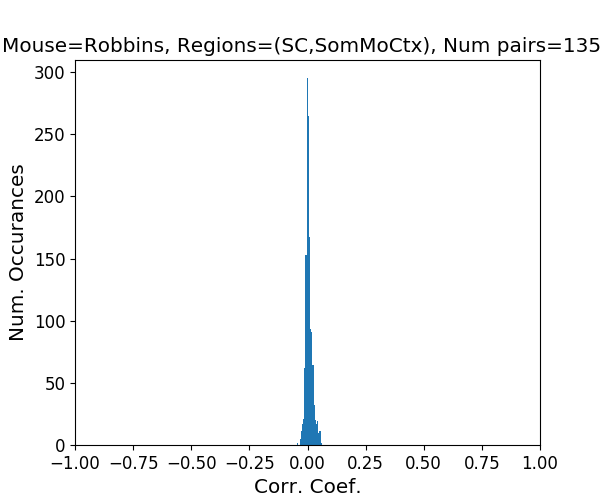 Mouse=Robbins, Regions=(SC,SomMoCtx), Num pairs=135
300
250
200
150
100
50
0
Num. Occurances
−1.00 −0.75 −0.50 −0.25 0.00 0.25 0.50 0.75 1.00
Corr. Coef.